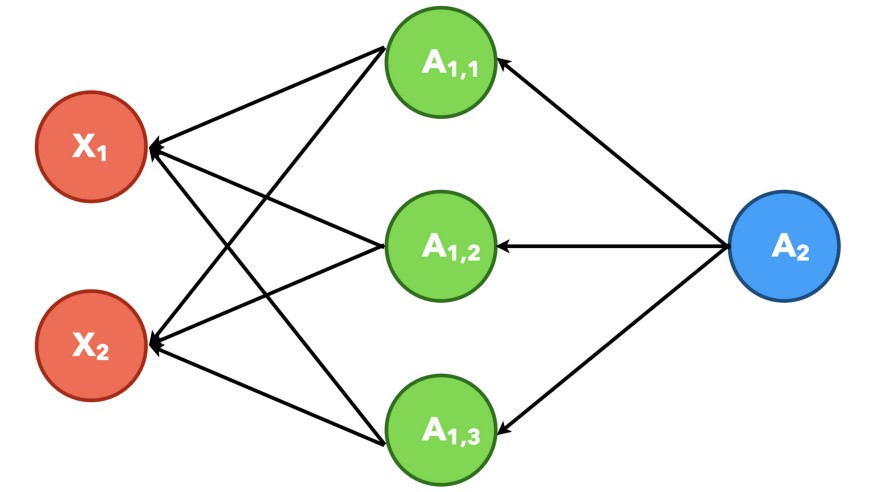 X₁
X₂
A₁,₁
A₁,₂
A₁,₃
A₂